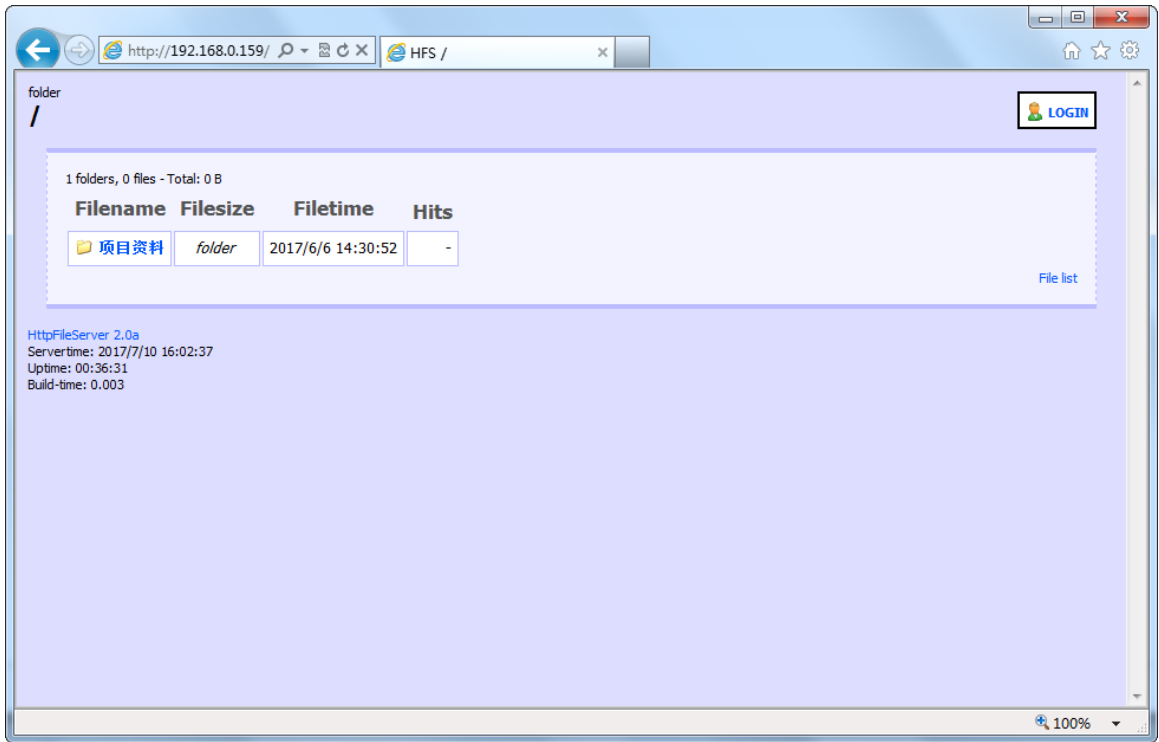 http://192.168.0.159/
HFS /
folder
/
LOGIN
1 folders, 0 files - Total: 0 B
Filename Filesize Filetime Hits
项目资料 folder 2017/6/6 14:30:52 -
File list
HttpFileServer 2.0a
Servertime: 2017/7/10 16:02:37
Uptime: 00:36:31
Build-time: 0.003
100%